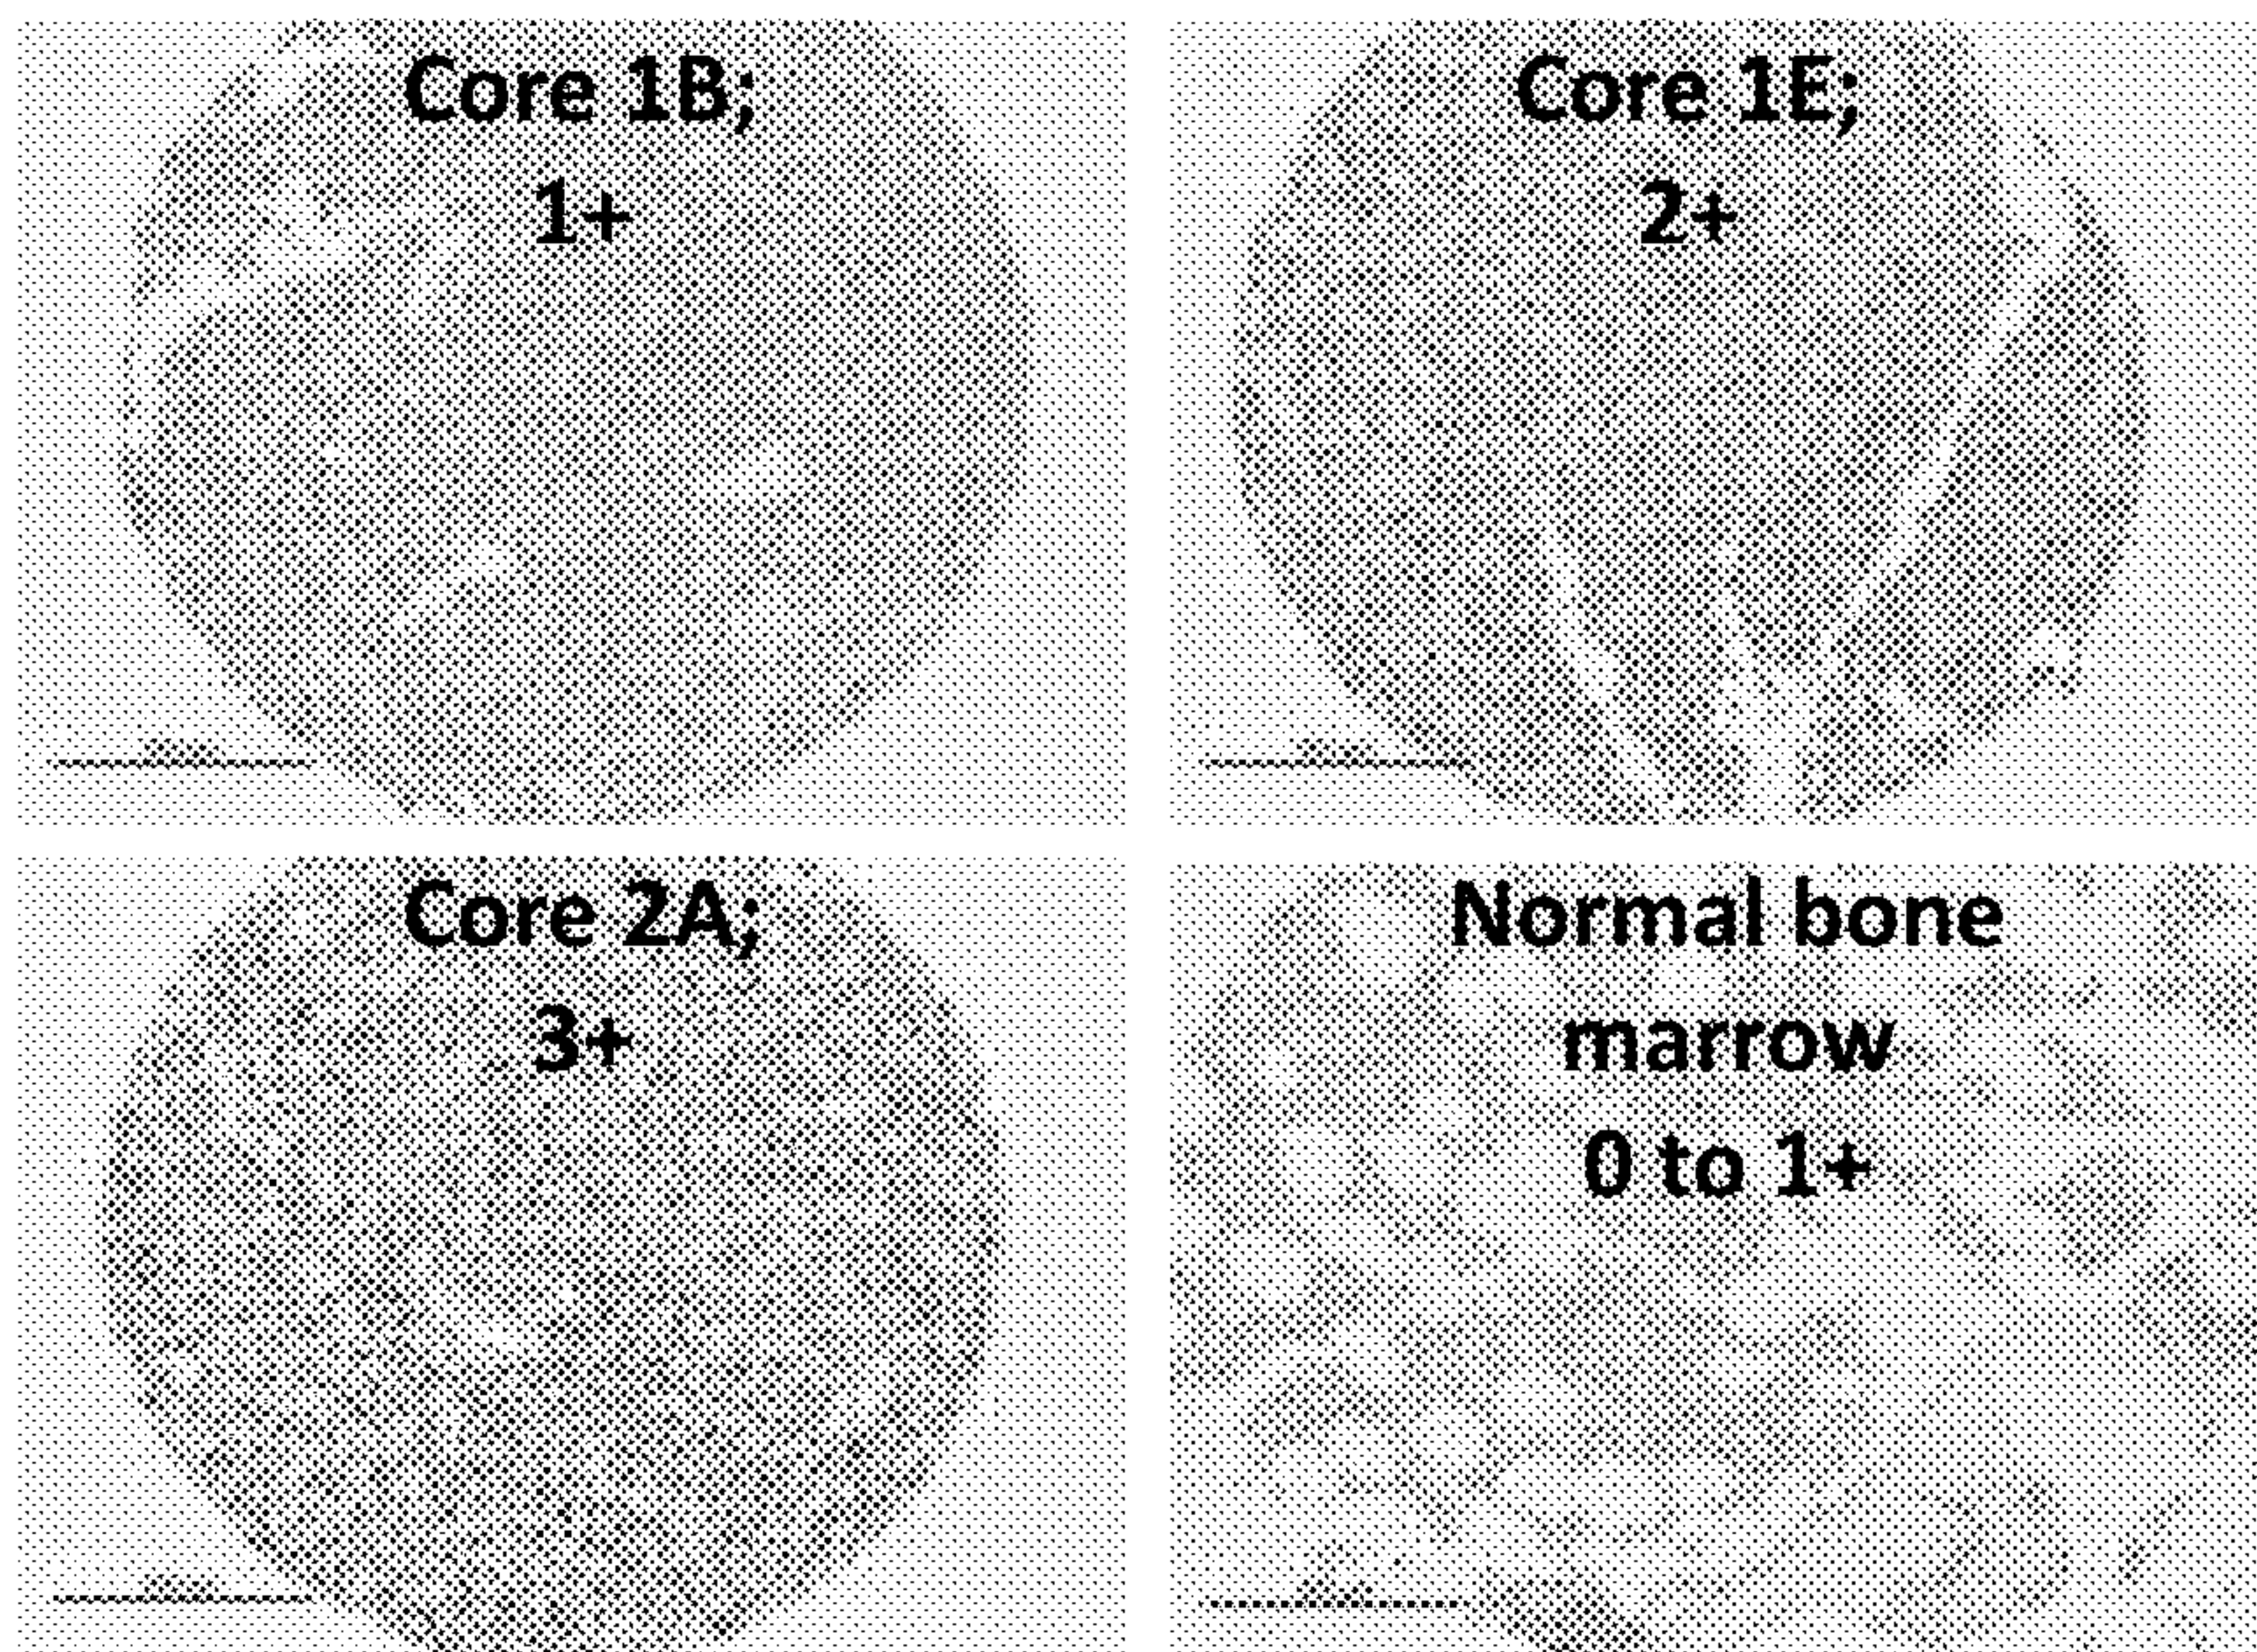 Core 1B;
1+
Core 1E;
2+
Core 2A;
3+
Normal bone
marrow
0 to 1+